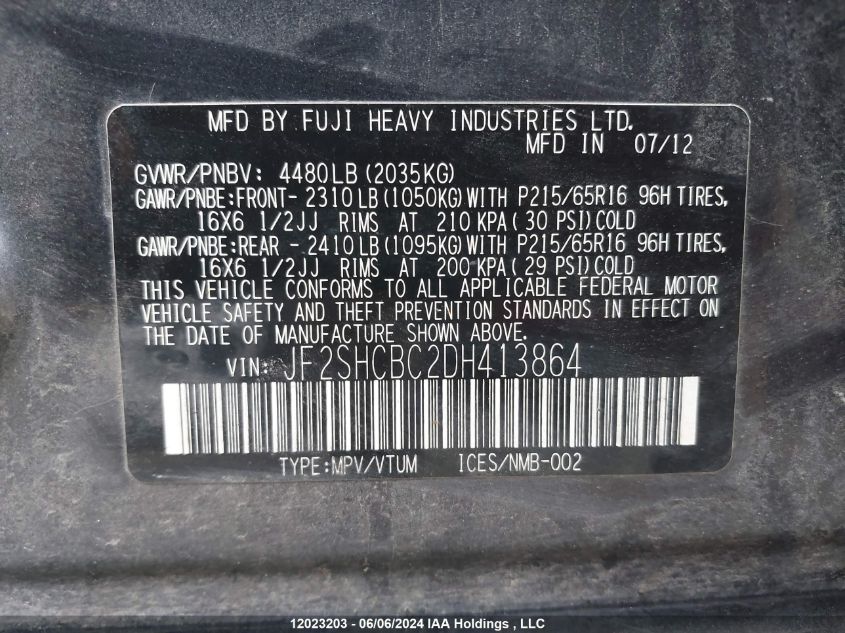 MFD BY FUJI HEAVY INDUSTRIES LTD.
MFD IN 07/12
GVWR/PNBV: 4480LB(2035KG)
GAWR/PNBE:FRONT- 2310LB(1050KG)WITH P215/65R16 96H TIRES,
16X6 1/2JJ RIMS AT 210KPA(30 PSI)COLD
GAWR/PNBE:REAR - 2410LB(1095KG)WITH P215/65R16 96H TIRES,
16X6 1/2JJ RIMS AT 200KPA(29 PSI)COLD
THIS VEHICLE CONFORMS TO ALL APPLICABLE FEDERAL MOTOR
VEHICLE SAFETY AND THEFT PREVENTION STANDARDS IN EFFECT ON
THE DATE OF MANUFACTURE SHOWN ABOVE.
VIN: JF2SHCBC2DH413864
TYPE:MPV/VTUM ICES/NMB-002
12023203 - 06/06/2024 IAA Holdings , LLC